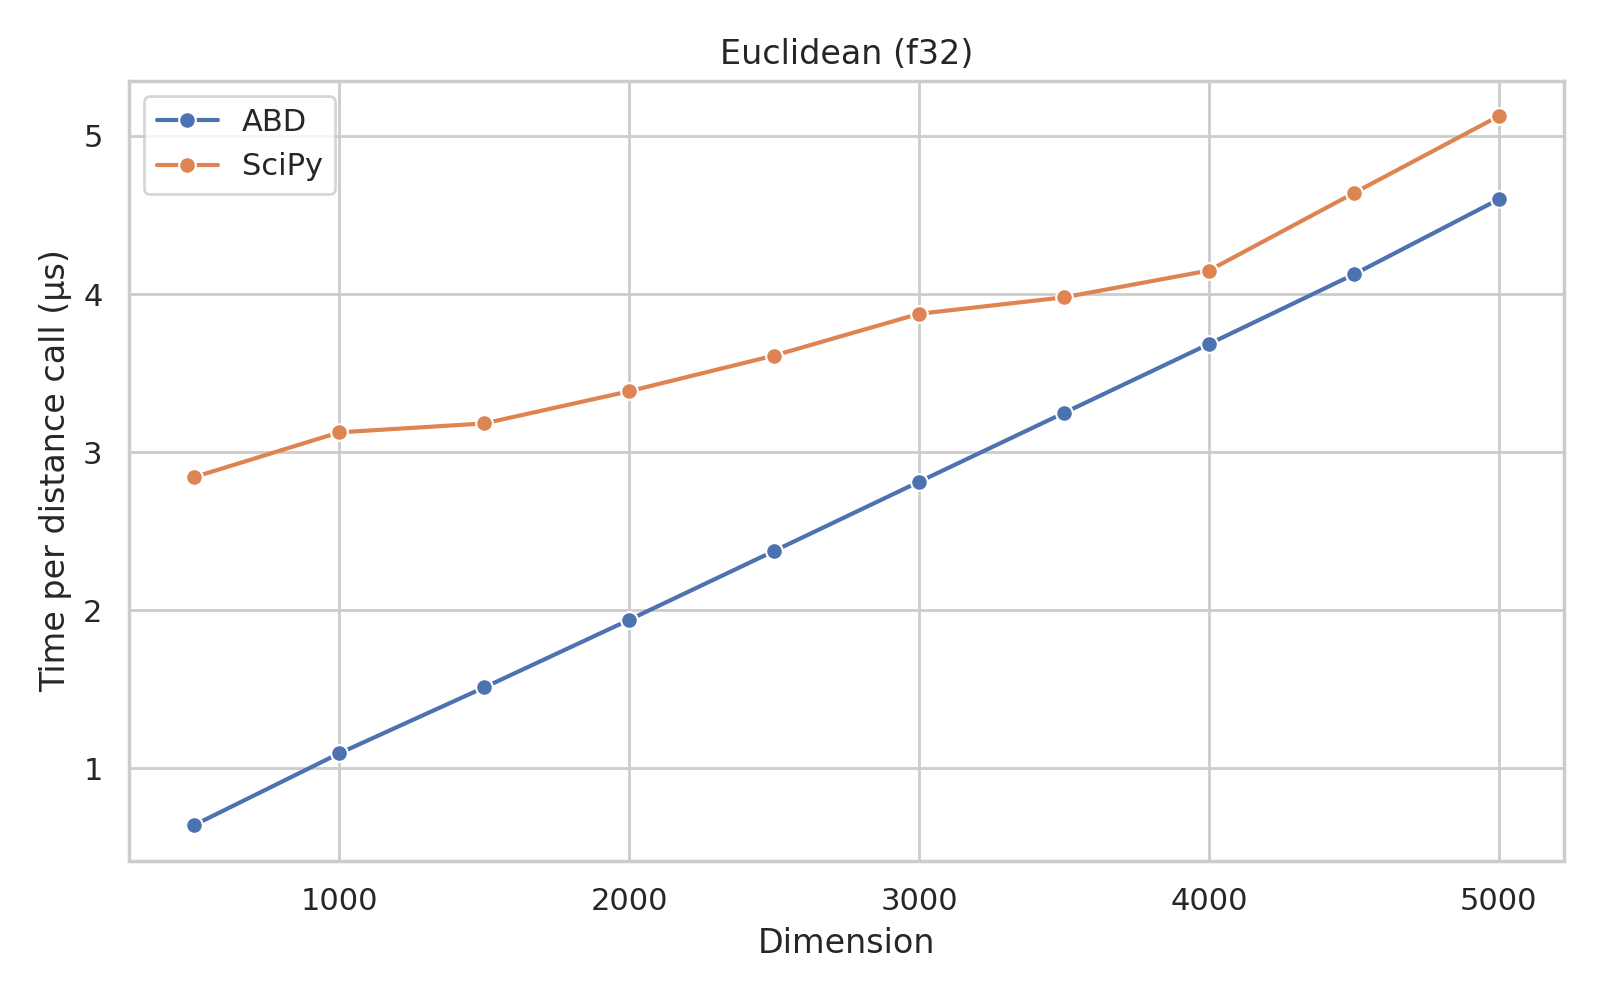 Euclidean (f32)
ABD
SciPy
Time per distance call (µs)
5
4
3
2
1
1000 2000 3000 4000 5000
Dimension